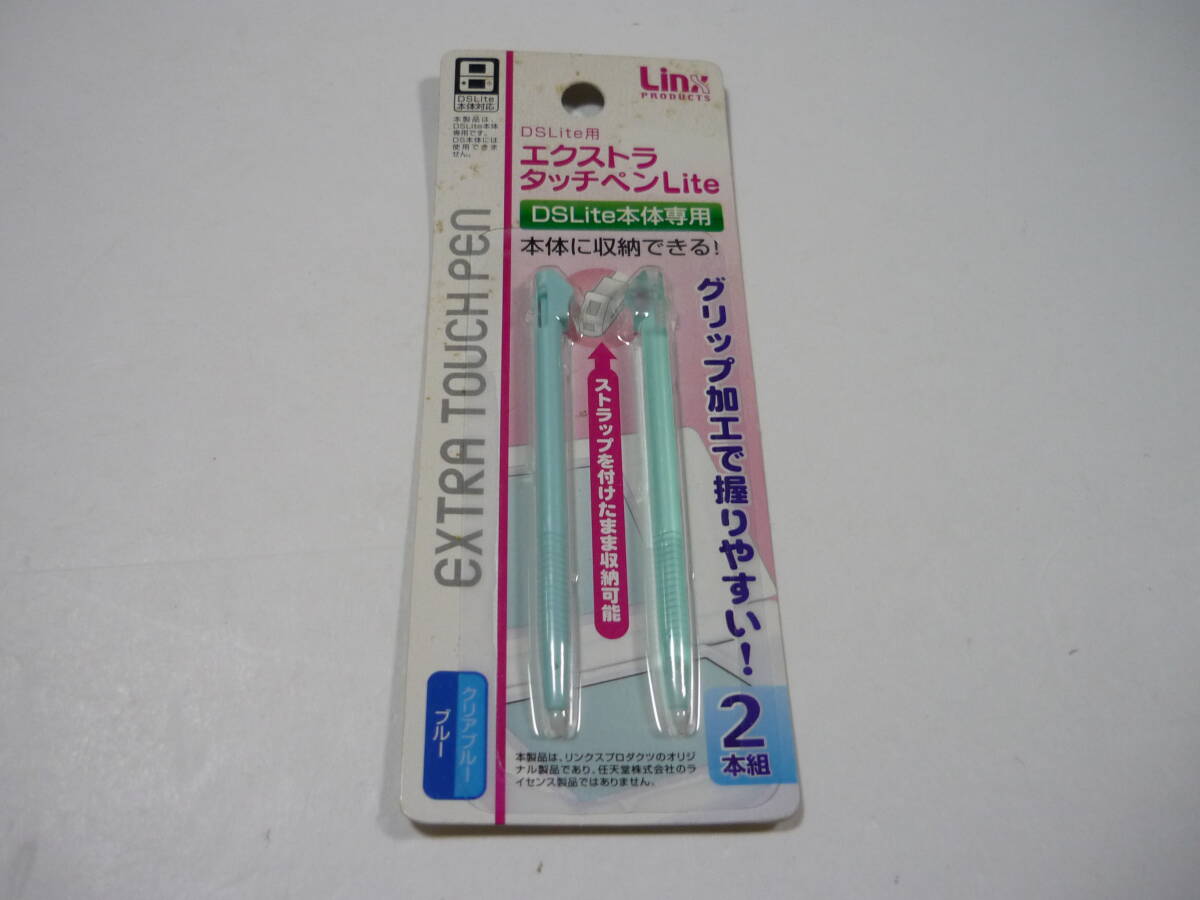 DSLite
本体対応
本製品は、
DSLite本体
専用です。
DS本体には
使用できま
せん。
Linx
PRODUCTS
DSLite用
エクストラ
タッチペンLite
DSLite本体専用
本体に収納できる!
EXTRA TOUCH PEN
グリップ加工で握りやすい!
ストラップを付けたまま収納可能
クリアブルー
ブルー
2
本組
本製品は、リンクスプロダクツのオリジ
ナル製品であり、任天堂株式会社のラ
イセンス製品ではありません。